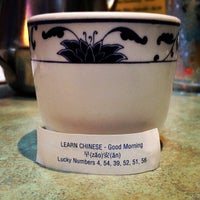 LEARN CHINESE - Good Morning
早(zǎo)安(ān)
Lucky Numbers 4, 54, 39, 52, 51, 56